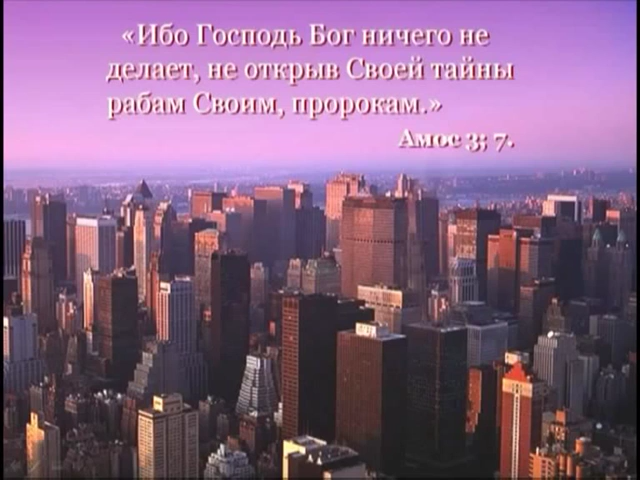 «Ибо Господь Бог ничего не
делает, не открыв Своей тайны
рабам Своим, пророкам.»
Амос 3; 7.